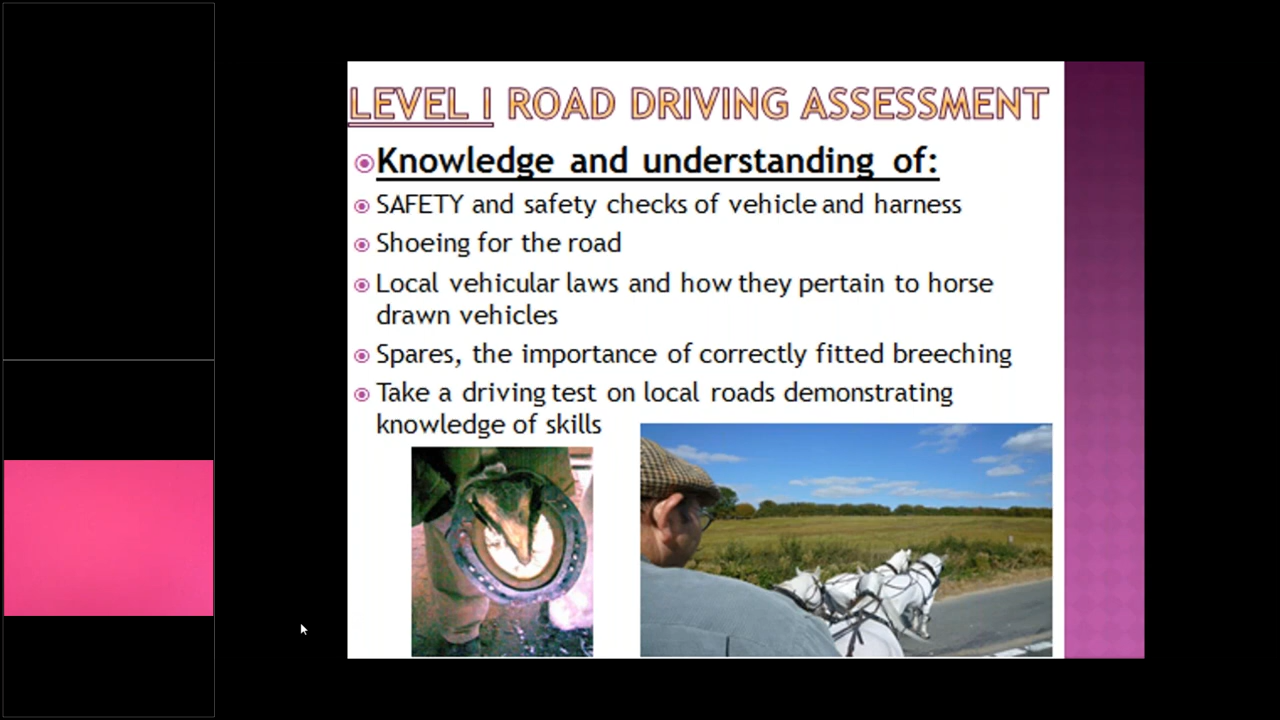 LEVEL I ROAD DRIVING ASSESSMENT
Knowledge and understanding of:
SAFETY and safety checks of vehicle and harness
Shoeing for the road
Local vehicular laws and how they pertain to horse
drawn vehicles
Spares, the importance of correctly fitted breeching
Take a driving test on local roads demonstrating
knowledge of skills